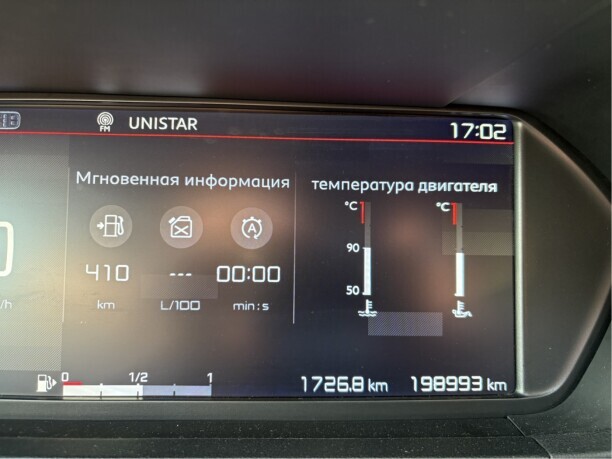 FM UNISTAR 17:02
Мгновенная информация
температура двигателя
°C °C
A
90
410 --- 00:00
50
km L/100 min:s
/h
0 1/2 1
1726.8 km 198993 km